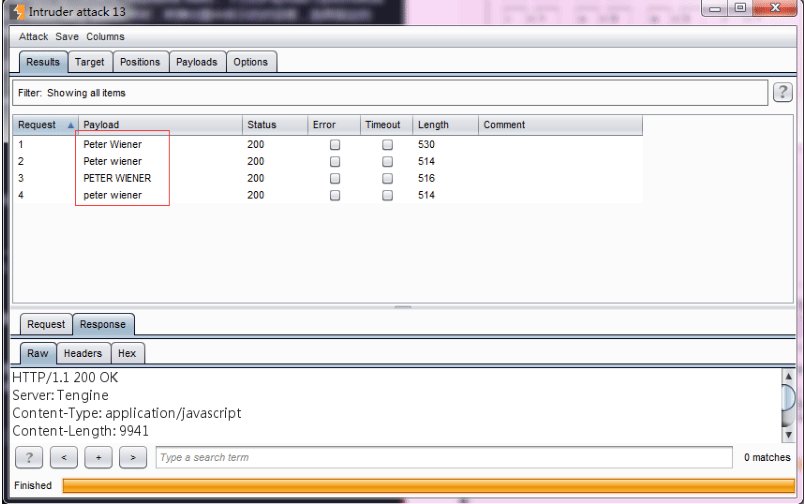 Intruder attack 13
Attack Save Columns
Results Target Positions Payloads Options
Filter: Showing all items
?
Request Payload Status Error Timeout Length Comment
1 Peter Wiener 200 530
2 Peter wiener 200 514
3 PETER WIENER 200 516
4 peter wiener 200 514
Request Response
Raw Headers Hex
HTTP/1.1 200 OK
Server: Tengine
Content-Type: application/javascript
Content-Length: 9941
? < + > Type a search term 0 matches
Finished